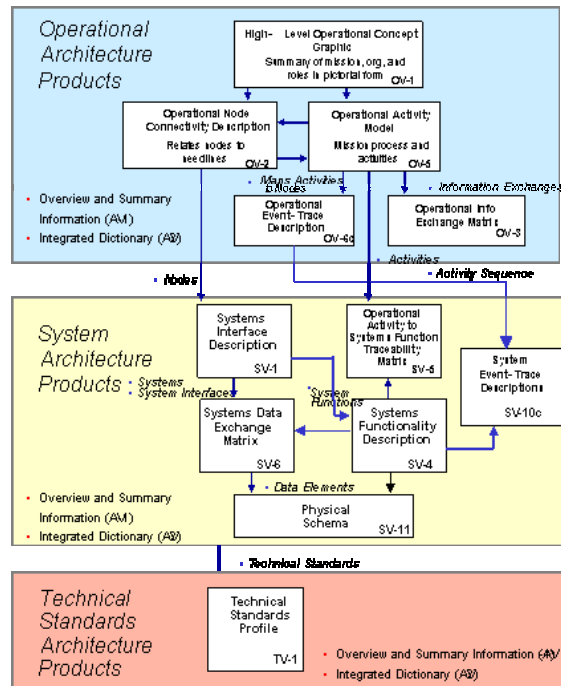 Operational
Architecture
Products
High- Level Operational Concept
Graphic
Summary of mission, org, and
roles in pictorial form
OV-1
Operational Node
Connectivity Description
Relates nodes to
needlines
OV-2
Operational Activity
Model
Mission process and
activities
OV-5
Maps Activities
to Nodes
Information Exchanges
Operational
Event-Trace
Description
OV-6c
Operational Info
Exchange Matrix
OV-3
• Overview and Summary
Information (AV1)
• Integrated Dictionary (AV2)
• Activities
• Nodes
• Activity Sequence
System
Architecture
Products
Systems
Interface
Description
SV-1
Operational
Activity to
Systems Function
Traceability
Matrix
SV-5
System
Event-Trace
Descriptions
SV-10c
• Systems
• System Interfaces
• System
Functions
Systems Data
Exchange
Matrix
SV-6
Systems
Functionality
Description
SV-4
• Data Elements
Physical
Schema
SV-11
• Overview and Summary
Information (AV1)
• Integrated Dictionary (AV2)
• Technical Standards
Technical
Standards
Architecture
Products
Technical
Standards
Profile
TV-1
• Overview and Summary Information
• Integrated Dictionary (AV2)